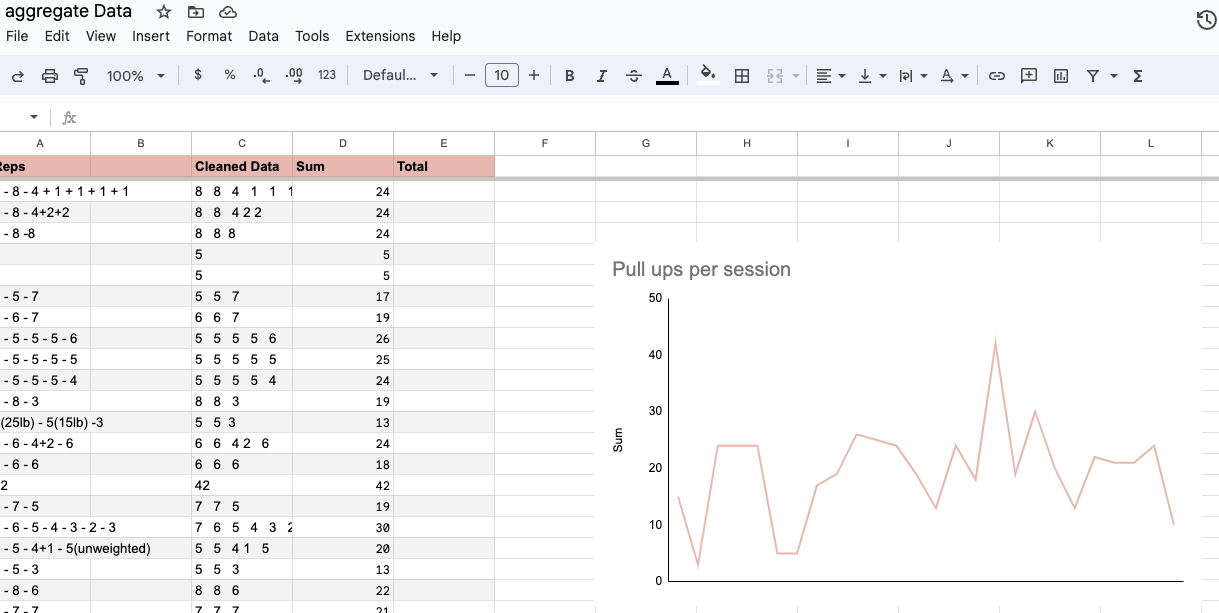 aggregate Data
File Edit View Insert Format Data Tools Extensions Help
100% $ % .0 .00 123 Defaul... − 10 + B I S A A Σ
fx
A B C D E F G H I J K L
Reps Cleaned Data Sum Total
- 8 - 4 + 1 + 1 + 1 + 1 8 8 4 1 1 1 24
- 8 - 4+2+2 8 8 4 2 2 24
- 8 -8 8 8 8 24
5 5
5 5
- 5 - 7 5 5 7 17
- 6 - 7 6 6 7 19
- 5 - 5 - 5 - 6 5 5 5 5 6 26
- 5 - 5 - 5 - 5 5 5 5 5 5 25
- 5 - 5 - 5 - 4 5 5 5 5 4 24
- 8 - 3 8 8 3 19
(25lb) - 5(15lb) -3 5 5 3 13
- 6 - 4+2 - 6 6 6 4 2 6 24
- 6 - 6 6 6 6 18
2 42 42
- 7 - 5 7 7 5 19
- 6 - 5 - 4 - 3 - 2 - 3 7 6 5 4 3 2 30
- 5 - 4+1 - 5(unweighted) 5 5 4 1 5 20
- 5 - 3 5 5 3 13
- 8 - 6 8 8 6 22
- 7 - 7 7 7 7 21
Pull ups per session
50
40
30
20
10
0
Sum